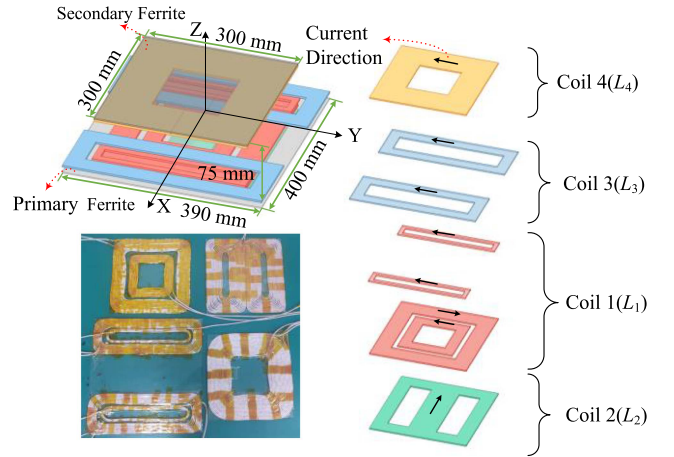 Secondary Ferrite
Z
300 mm
300 mm
Current
Direction
Y
75 mm
400 mm
Primary Ferrite
X
390 mm
Coil 4(L₄)
Coil 3(L₃)
Coil 1(L₁)
Coil 2(L₂)